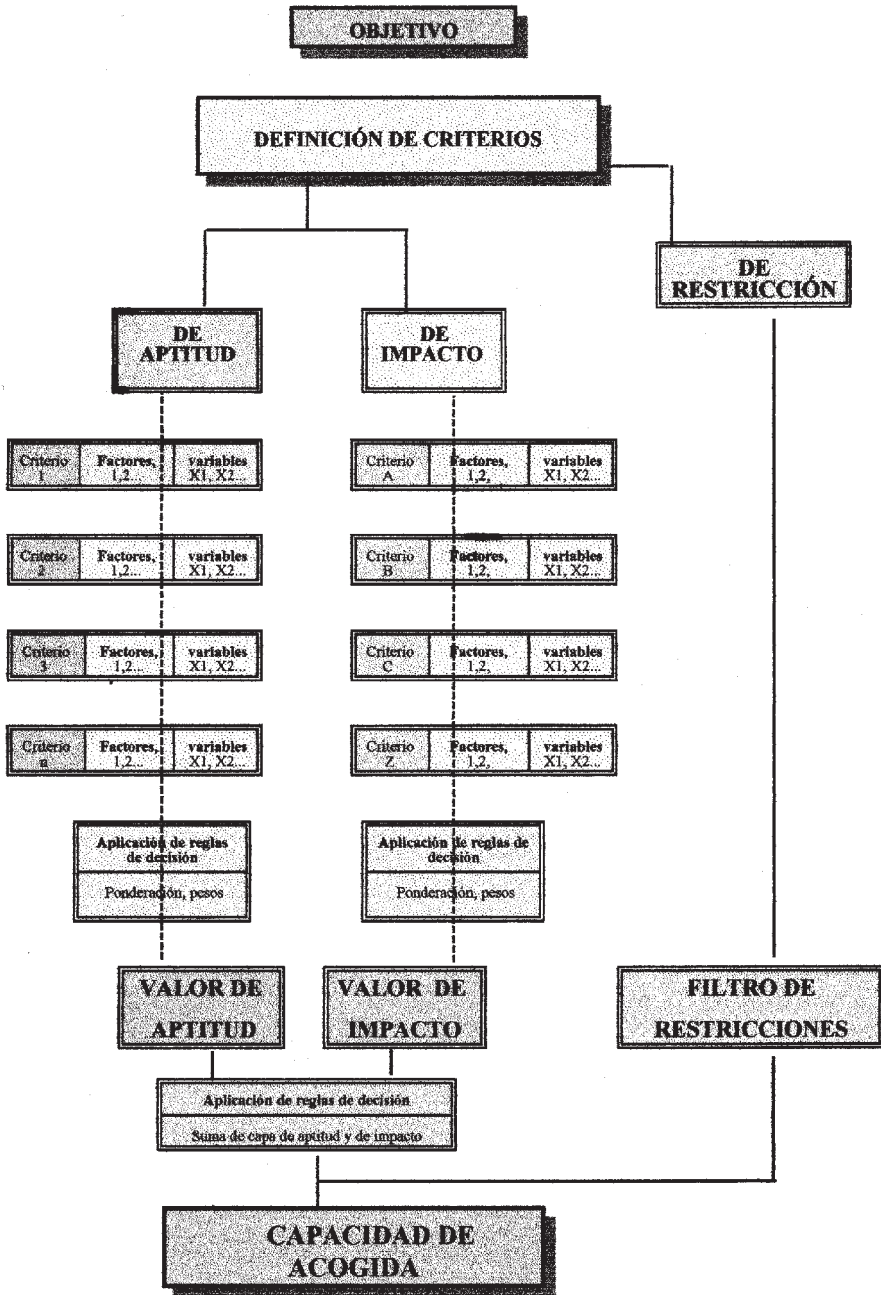 OBJETIVO
DEFINICIÓN DE CRITERIOS
DE
RESTRICCIÓN
DE
APTITUD
DE
IMPACTO
Criterio
1
Factores,
1,2...
variables
X1, X2...
Criterio
A
Factores,
1,2,
variables
X1, X2...
Criterio
2
Factores,
1,2...
variables
X1, X2...
Criterio
B
Factores,
1,2,
variables
X1, X2...
Criterio
3
Factores,
1,2...
variables
X1, X2...
Criterio
C
Factores,
1,2,
variables
X1, X2...
Criterio
n
Factores,
1,2...
variables
X1, X2...
Criterio
Z
Factores,
1,2,
variables
X1, X2...
Aplicación de reglas
de decisión
Ponderación, pesos
Aplicación de reglas de
decisión
Ponderación, pesos
VALOR DE
APTITUD
VALOR DE
IMPACTO
FILTRO DE
RESTRICCIONES
Aplicación de reglas de decisión
Suma de capa de aptitud y de impacto
CAPACIDAD DE
ACOGIDA